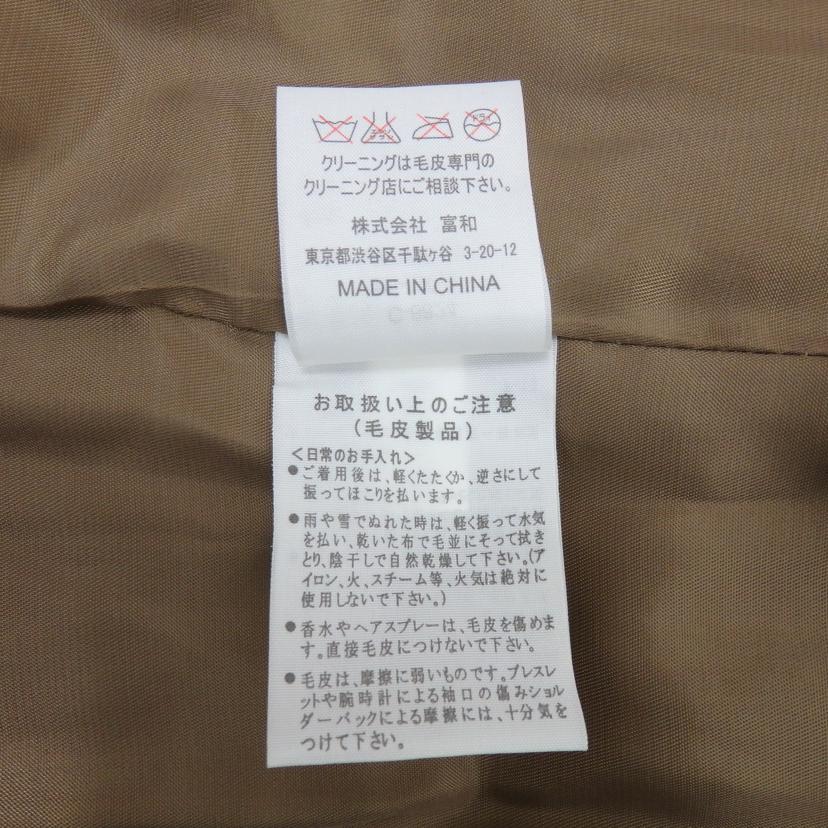 エンソ
サラシ
ドライ
クリーニングは毛皮専門の
クリーニング店にご相談下さい。
株式会社 富和
東京都渋谷区千駄ヶ谷 3-20-12
MADE IN CHINA
お取扱い上のご注意
(毛皮製品)
<日常のお手入れ>
●ご着用後は、軽くたたくか、逆さにして
振ってほこりを払います。
●雨や雪でぬれた時は、軽く振って水気
を払い、乾いた布で毛並にそって拭き
とり、陰干しで自然乾燥して下さい。(ア
イロン、火、スチーム等、火気は絶対に
使用しないで下さい。)
●香水やヘアスプレーは、毛皮を傷めま
す。直接毛皮につけないで下さい。
●毛皮は、摩擦に弱いものです。ブレスレ
ットや腕時計による袖口の傷みショル
ダーバックによる摩擦には、十分気を
つけて下さい。